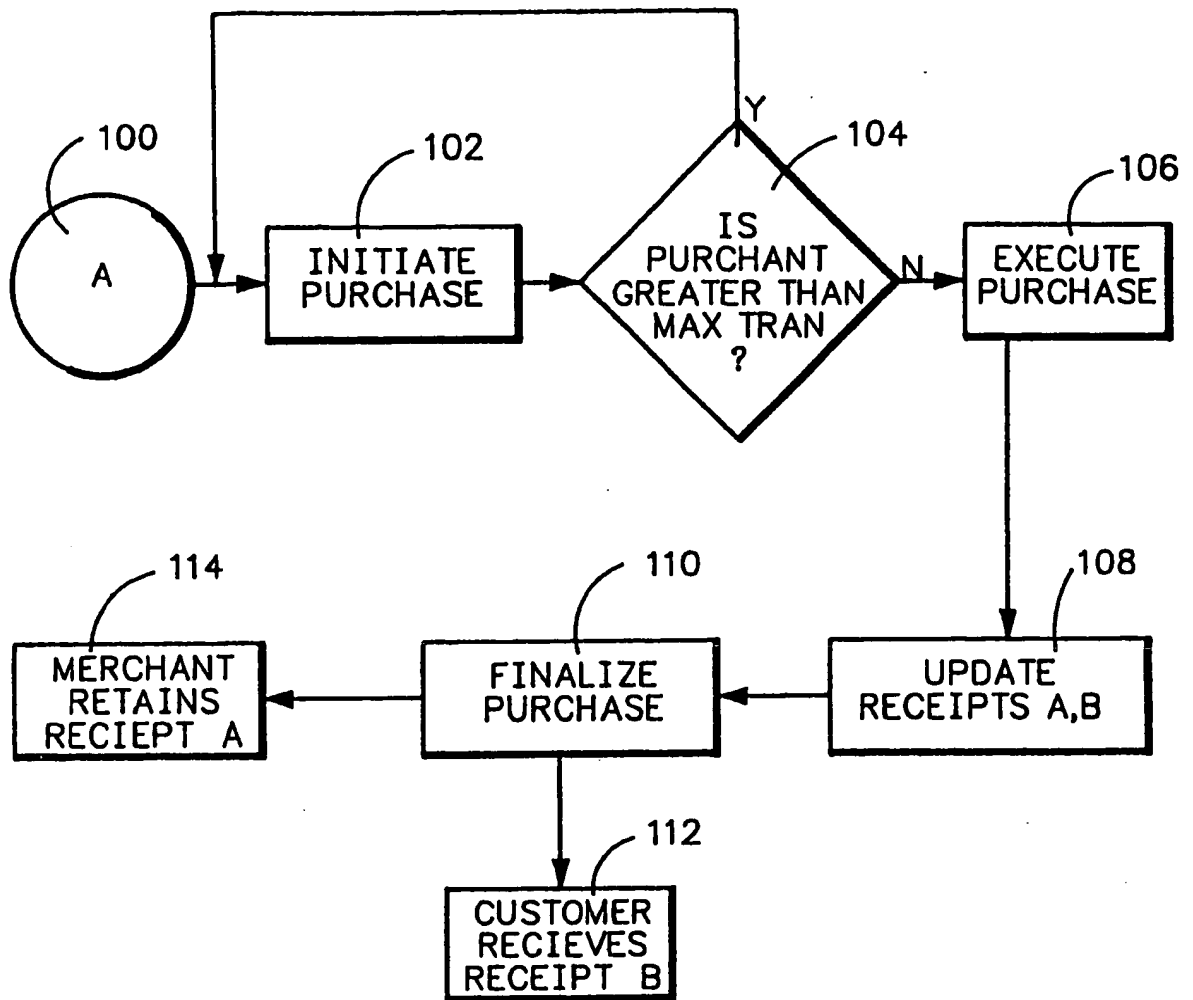 100
A
102
INITIATE
PURCHASE
Y
104
IS
PURCHANT
GREATER THAN
MAX TRAN
?
N
106
EXECUTE
PURCHASE
108
UPDATE
RECEIPTS A,B
110
FINALIZE
PURCHASE
114
MERCHANT
RETAINS
RECIEPT A
112
CUSTOMER
RECIEVES
RECEIPT B